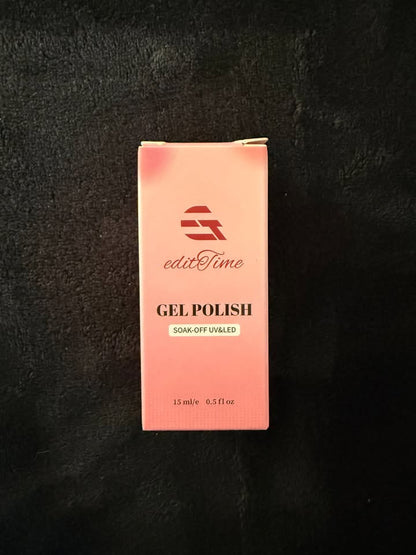 editTime
GEL POLISH
SOAK-OFF UV&LED
15 ml/e 0.5 fl oz